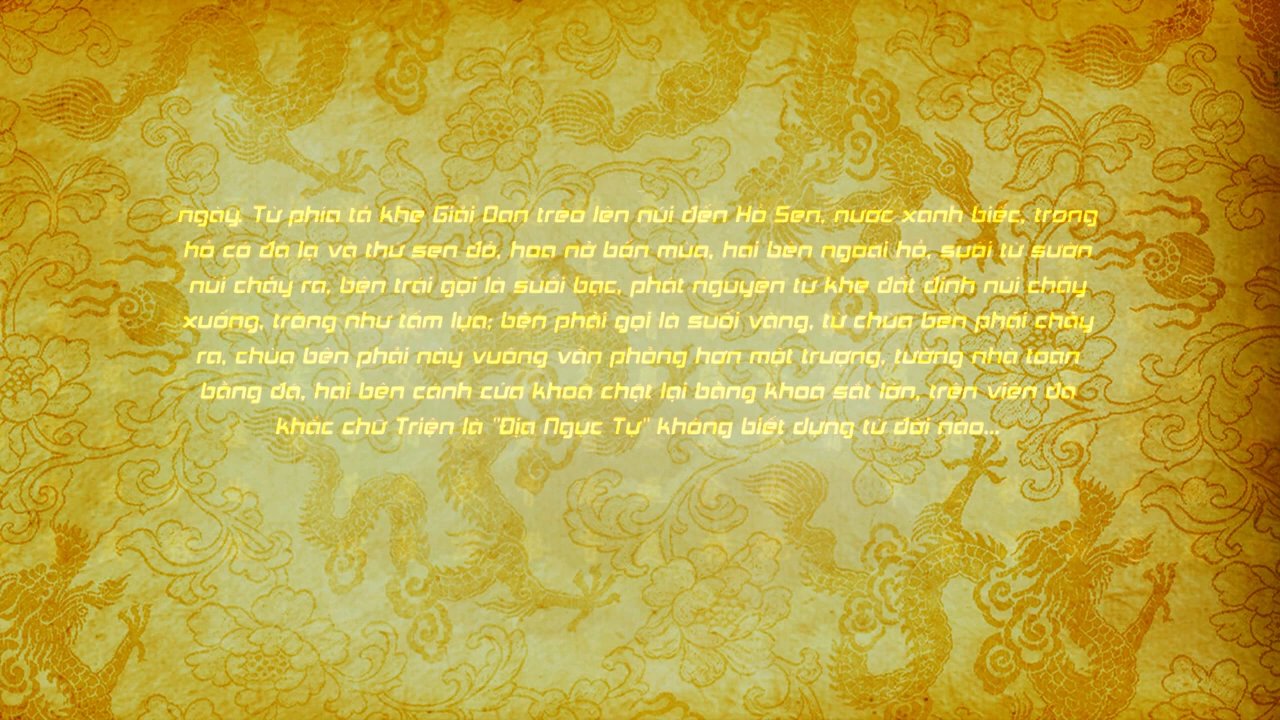 ngày. Từ phía tả khe Giải Oan trèo lên núi đến Hồ Sen, nước xanh biếc, trong
hồ có đá lạ và thứ sen đỏ, hoa nở bốn mùa, hai bên ngoài hồ, suối từ sườn
núi chảy ra, bên trái gọi là suối bạc, phát nguyên từ khe đất đỉnh núi chảy
xuống, trông như tấm lụa; bên phải gọi là suối vàng, từ chùa bên phải chảy
ra, chùa bên phải này vuông vắn phỏng hơn một trượng, tường nhà toàn
bằng đá, hai bên cánh cửa khoá chặt lại bằng khoá sắt lớn, trên viên đá
khắc chữ Triện là "Địa Ngục Tự" không biết dựng từ đời nào...